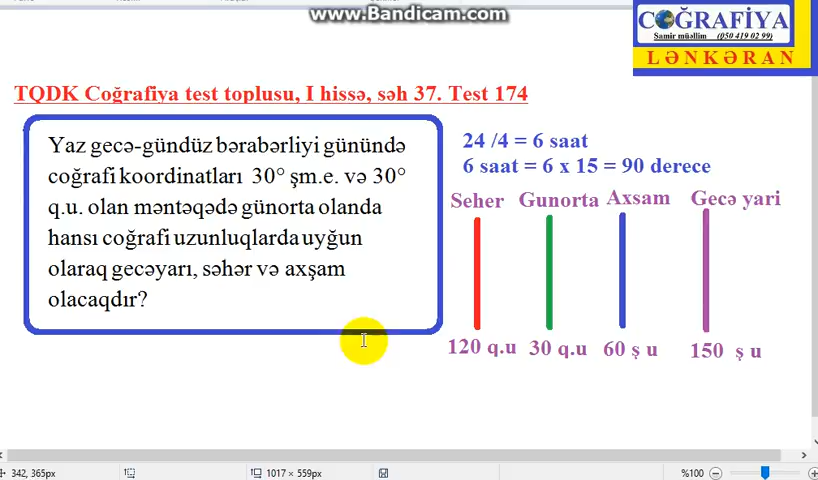 www.Bandicam.com
COĞRAFİYA
Samir müəllim (050 419 02 99)
LƏNKƏRAN
TQDK Coğrafiya test toplusu, I hissə, səh 37. Test 174
Yaz gecə-gündüz bərabərliyi günündə
coğrafi koordinatları 30° şm.e. və 30°
q.u. olan məntəqədə günorta olanda
hansı coğrafi uzunluqlarda uyğun
olaraq gecəyarı, səhər və axşam
olacaqdır?
24 /4 = 6 saat
6 saat = 6 x 15 = 90 derece
Seher Gunorta Axsam Gecə yari
120 q.u 30 q.u 60 ş u 150 ş u
342, 365px 1017 × 559px %100